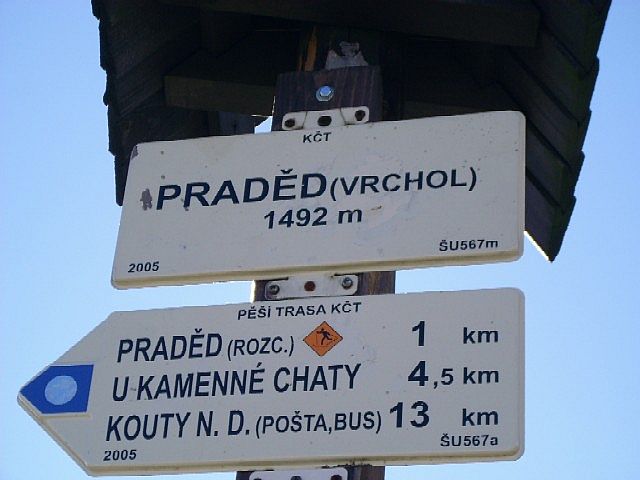 KČT
PRADĚD (VRCHOL)
1492 m
2005 ŠU567m
PĚŠÍ TRASA KČT
PRADĚD (ROZC.) 1 km
U KAMENNÉ CHATY 4,5 km
KOUTY N. D. (POŠTA,BUS) 13 km
2005 ŠU567a